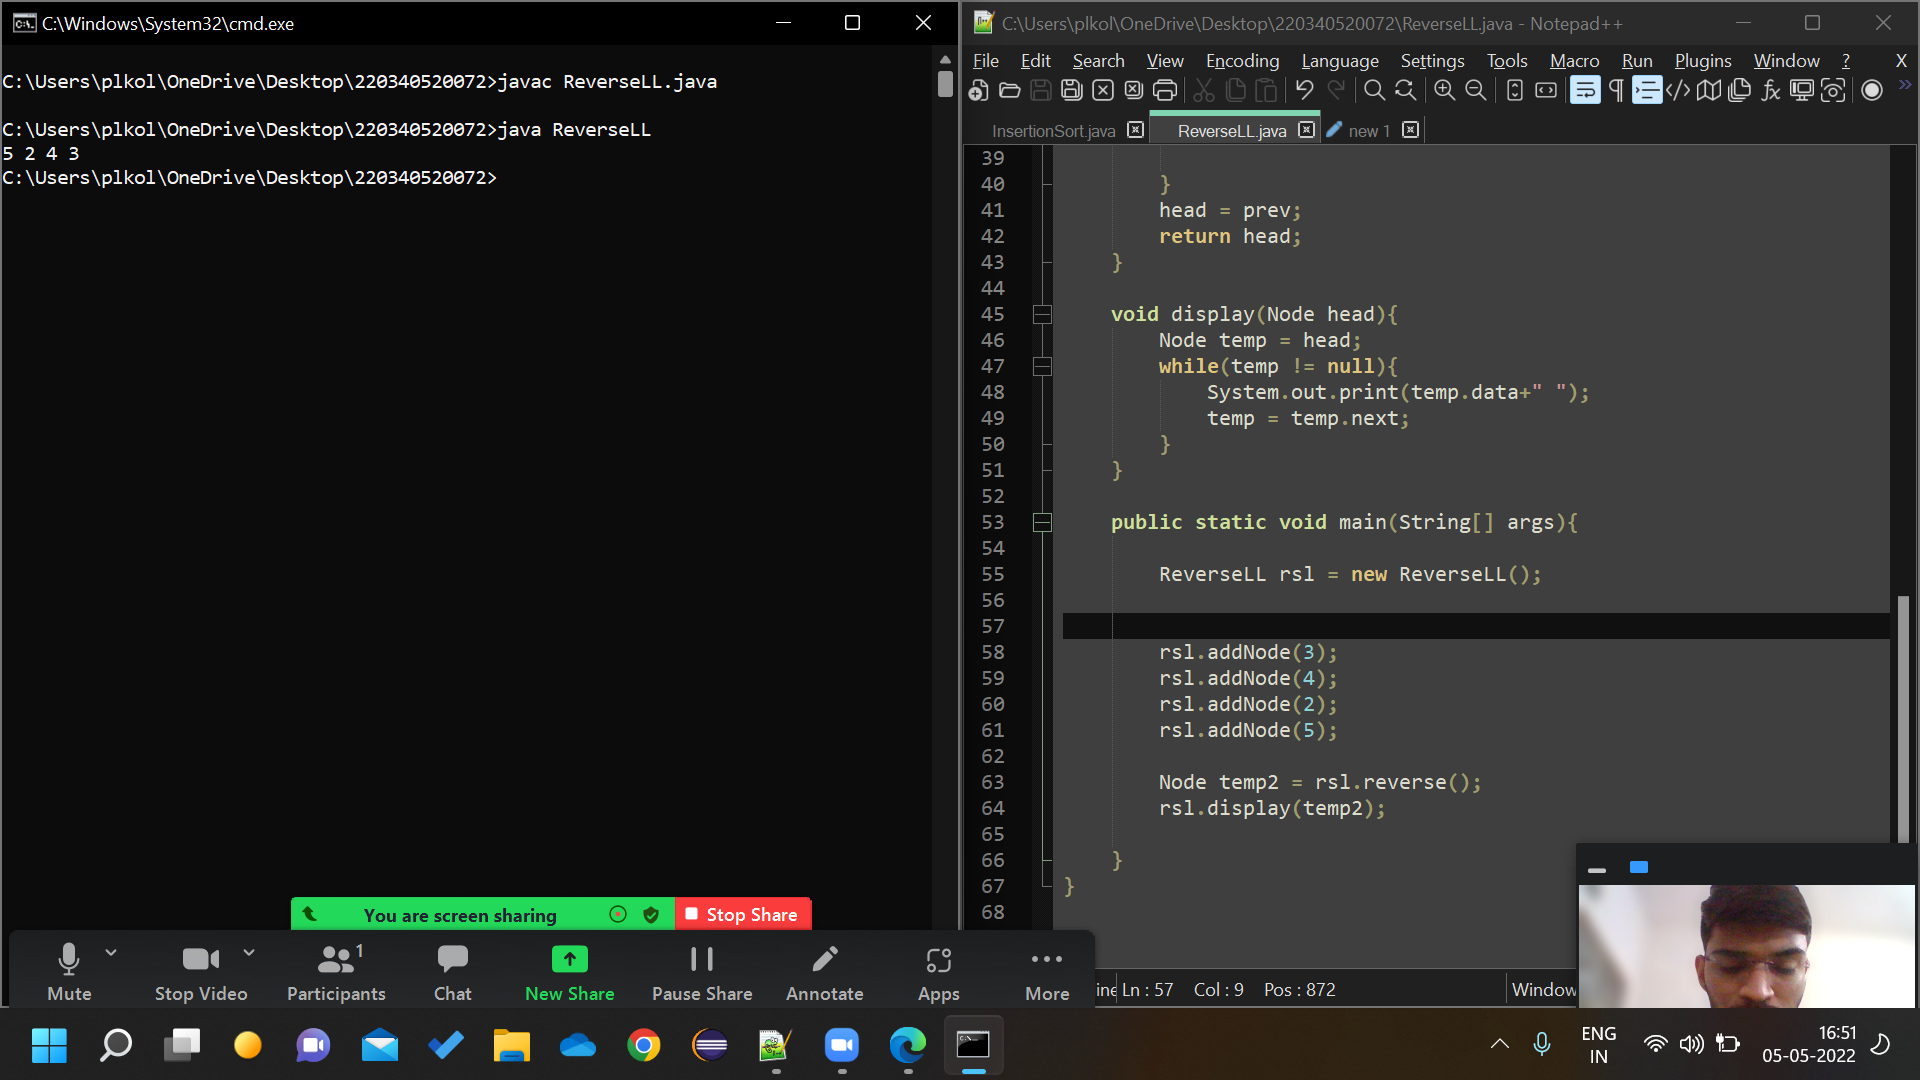 C:\Windows\System32\cmd.exe
C:\Users\plkol\OneDrive\Desktop\220340520072>javac ReverseLL.java
C:\Users\plkol\OneDrive\Desktop\220340520072>java ReverseLL
5 2 4 3
C:\Users\plkol\OneDrive\Desktop\220340520072>
C:\Users\plkol\OneDrive\Desktop\220340520072\ReverseLL.java - Notepad++
File Edit Search View Encoding Language Settings Tools Macro Run Plugins Window ? X
InsertionSort.java ReverseLL.java new 1
39
40 }
41 head = prev;
42 return head;
43 }
44
45 void display(Node head){
46 Node temp = head;
47 while(temp != null){
48 System.out.print(temp.data+" ");
49 temp = temp.next;
50 }
51 }
52
53 public static void main(String[] args){
54
55 ReverseLL rsl = new ReverseLL();
56
57
58 rsl.addNode(3);
59 rsl.addNode(4);
60 rsl.addNode(2);
61 rsl.addNode(5);
62
63 Node temp2 = rsl.reverse();
64 rsl.display(temp2);
65
66 }
67 }
68
Ln : 57 Col : 9 Pos : 872 Window
You are screen sharing Stop Share
1
Mute Stop Video Participants Chat New Share Pause Share Annotate Apps More
ENG
IN
16:51
05-05-2022